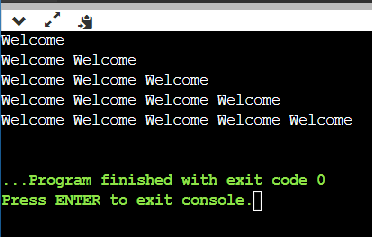 Welcome
Welcome Welcome
Welcome Welcome Welcome
Welcome Welcome Welcome Welcome
Welcome Welcome Welcome Welcome Welcome
...Program finished with exit code 0
Press ENTER to exit console.